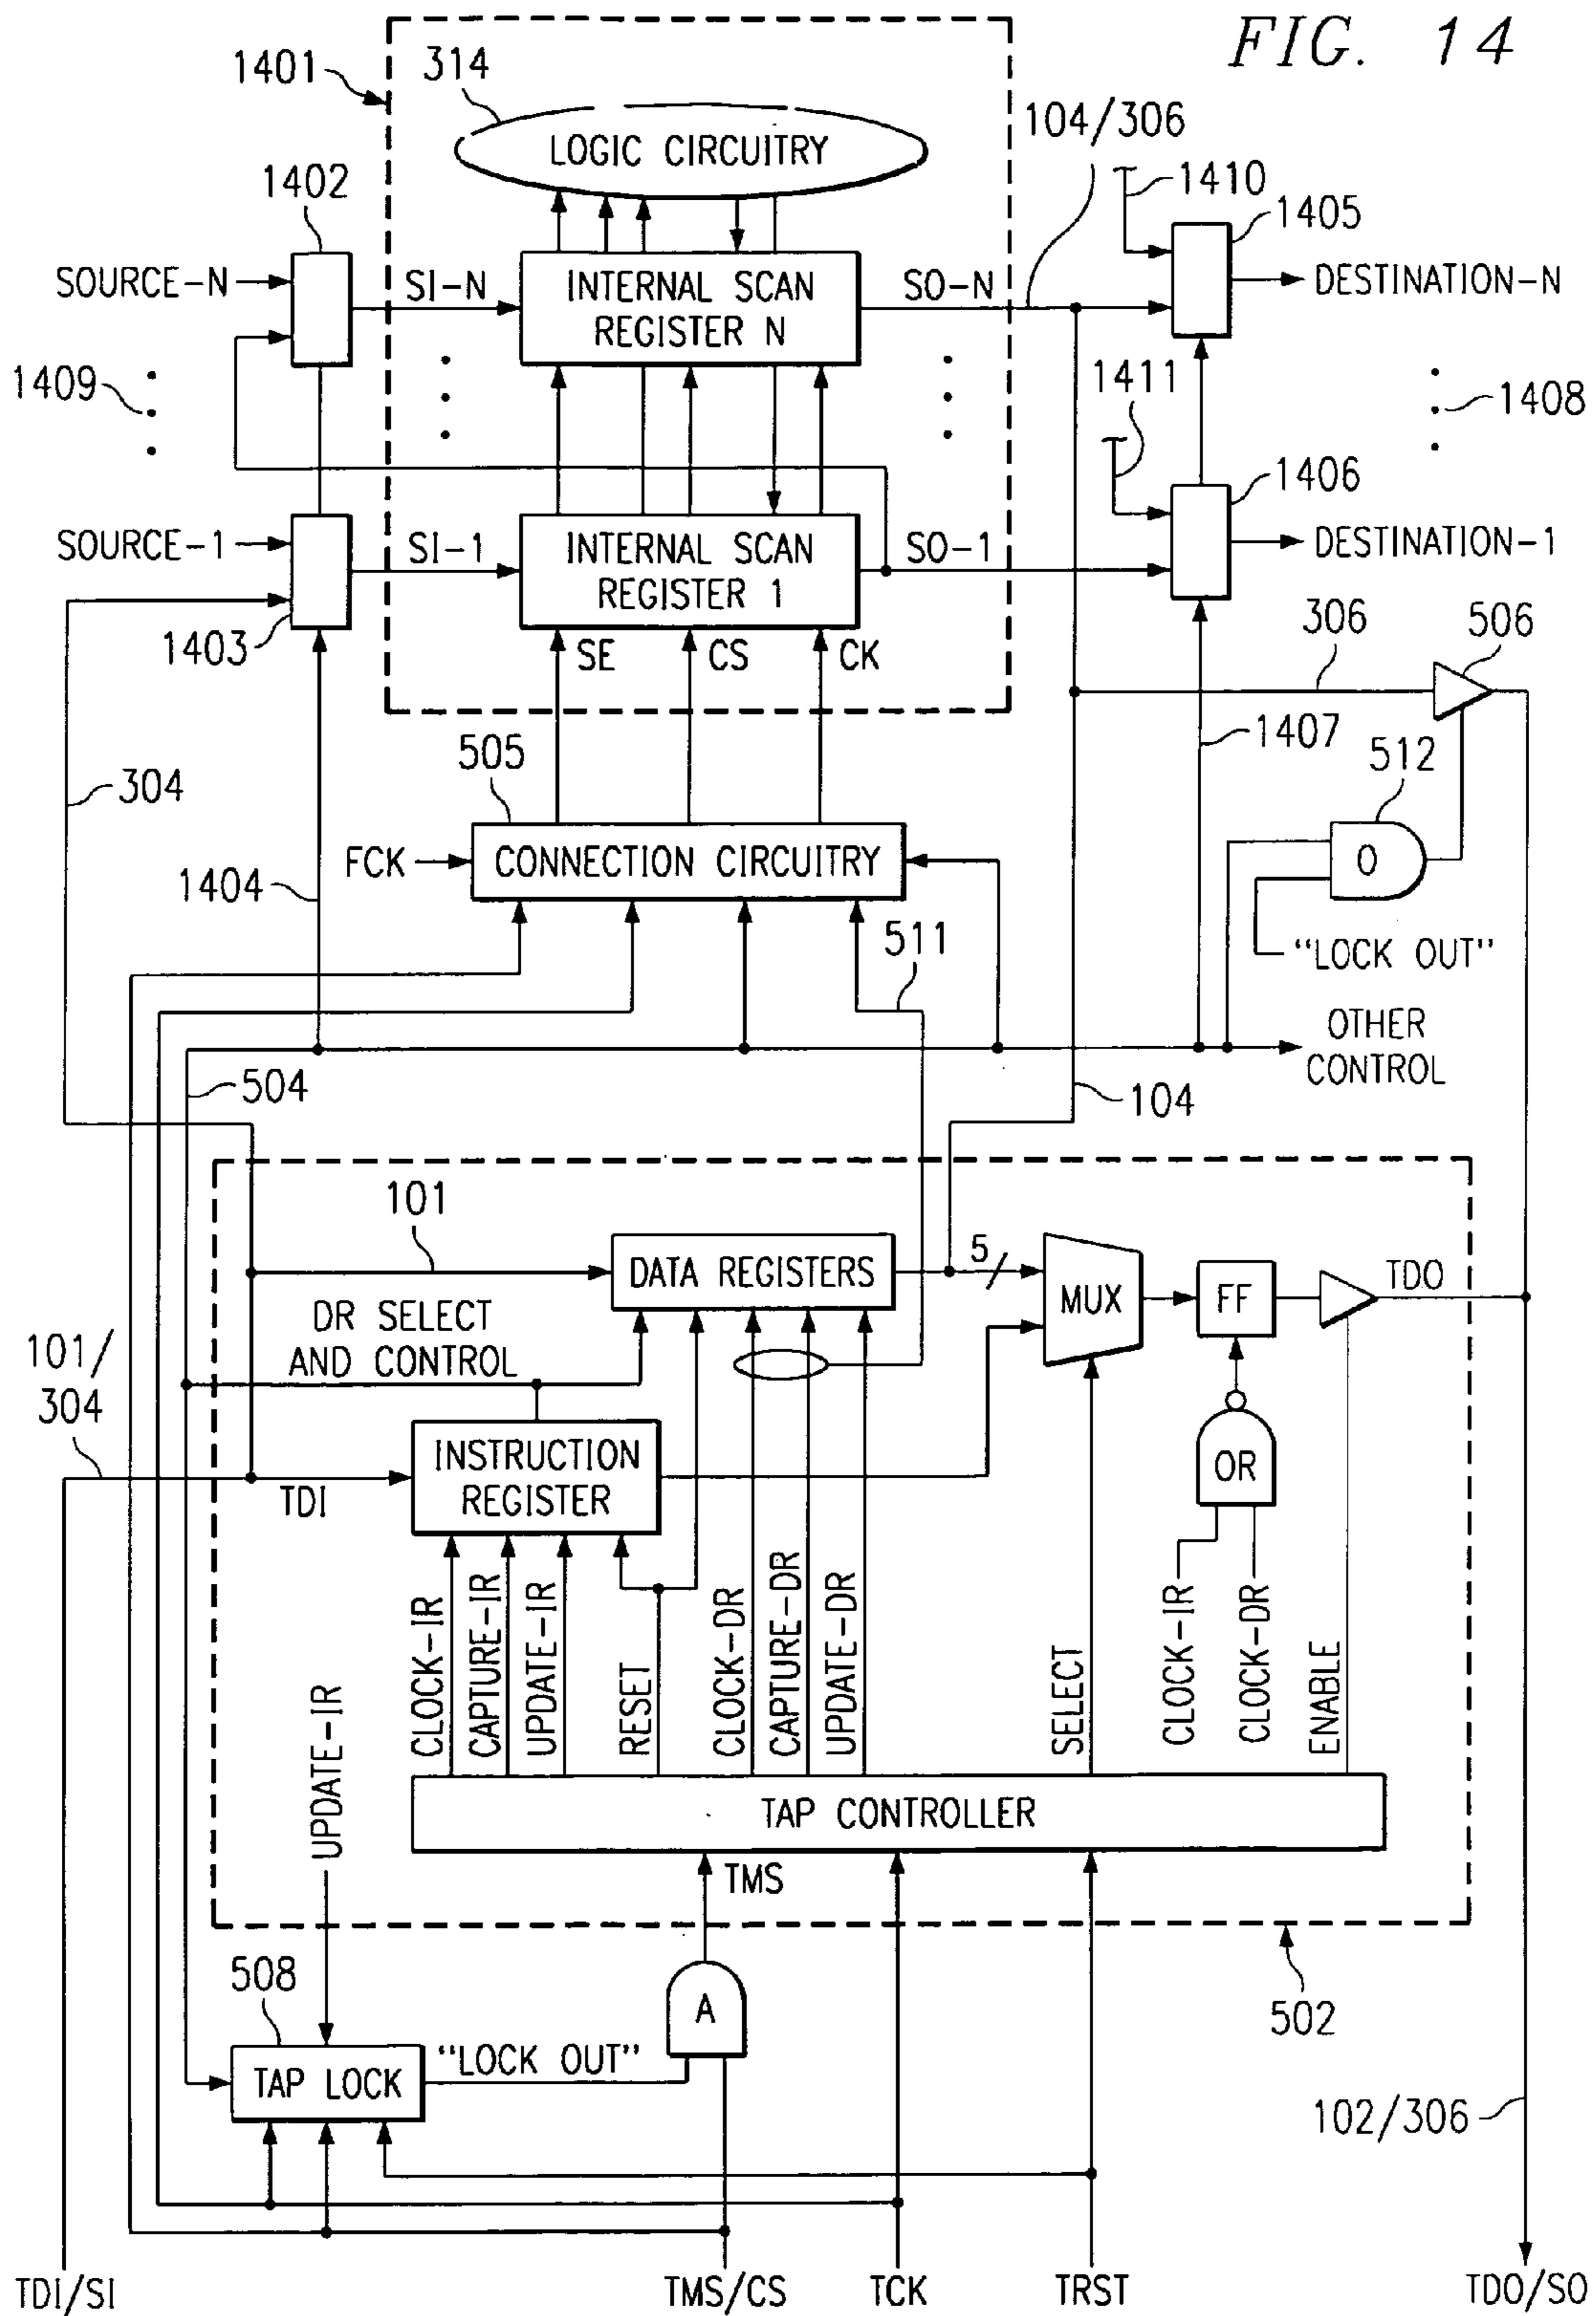 FIG. 14
1401
314
LOGIC CIRCUITRY
104/306
1410
1405
1402
SOURCE-N
SI-N
INTERNAL SCAN
REGISTER N
SO-N
DESTINATION-N
1409
1411
1408
1406
SOURCE-1
SI-1
INTERNAL SCAN
REGISTER 1
SO-1
DESTINATION-1
1403
SE
CS
CK
306
506
304
505
1407
512
FCK
CONNECTION CIRCUITRY
O
1404
511
"LOCK OUT"
OTHER
CONTROL
504
104
101
DATA REGISTERS
5
MUX
FF
TDO
DR SELECT
AND CONTROL
101/
304
INSTRUCTION
REGISTER
OR
TDI
CLOCK-IR
CAPTURE-IR
UPDATE-IR
RESET
CLOCK-DR
CAPTURE-DR
UPDATE-DR
SELECT
CLOCK-IR
CLOCK-DR
ENABLE
UPDATE-IR
TAP CONTROLLER
TMS
508
A
502
TAP LOCK
"LOCK OUT"
102/306
TDI/SI
TMS/CS
TCK
TRST
TDO/SO